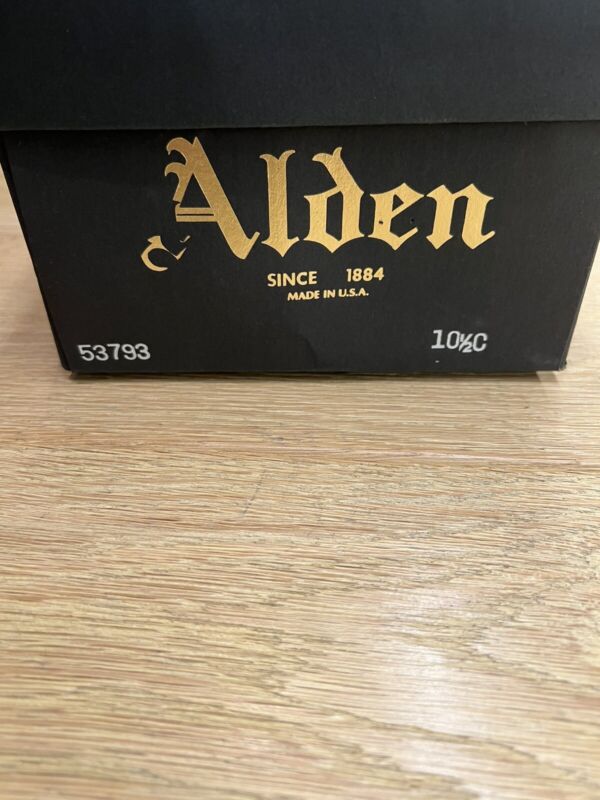 Alden
SINCE 1884
MADE IN U.S.A.
53793 10½C